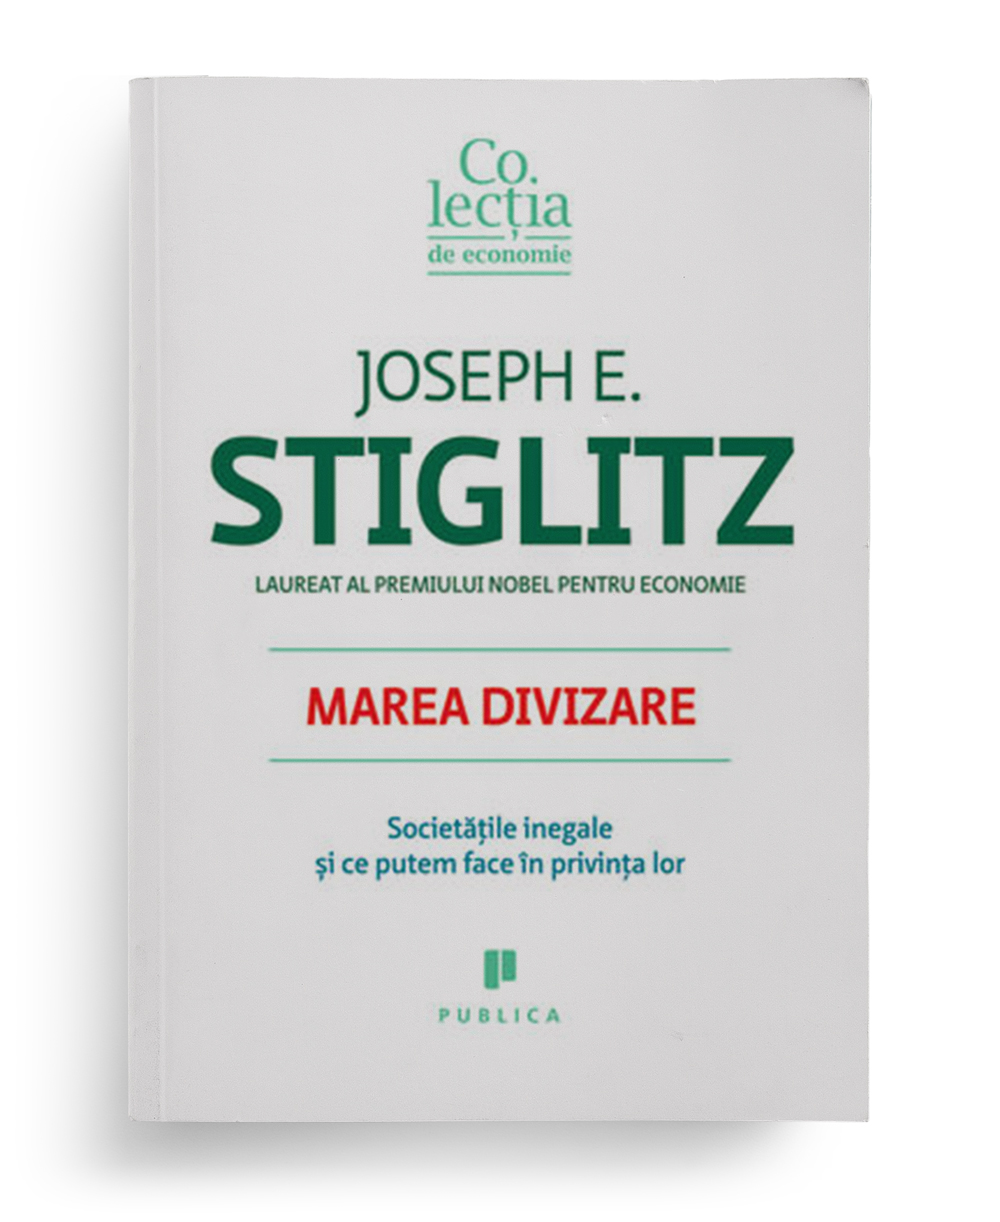 Co.
lecția
de economie
JOSEPH E.
STIGLITZ
LAUREAT AL PREMIULUI NOBEL PENTRU ECONOMIE
MAREA DIVIZARE
Societățile inegale
și ce putem face în privința lor
PUBLICA